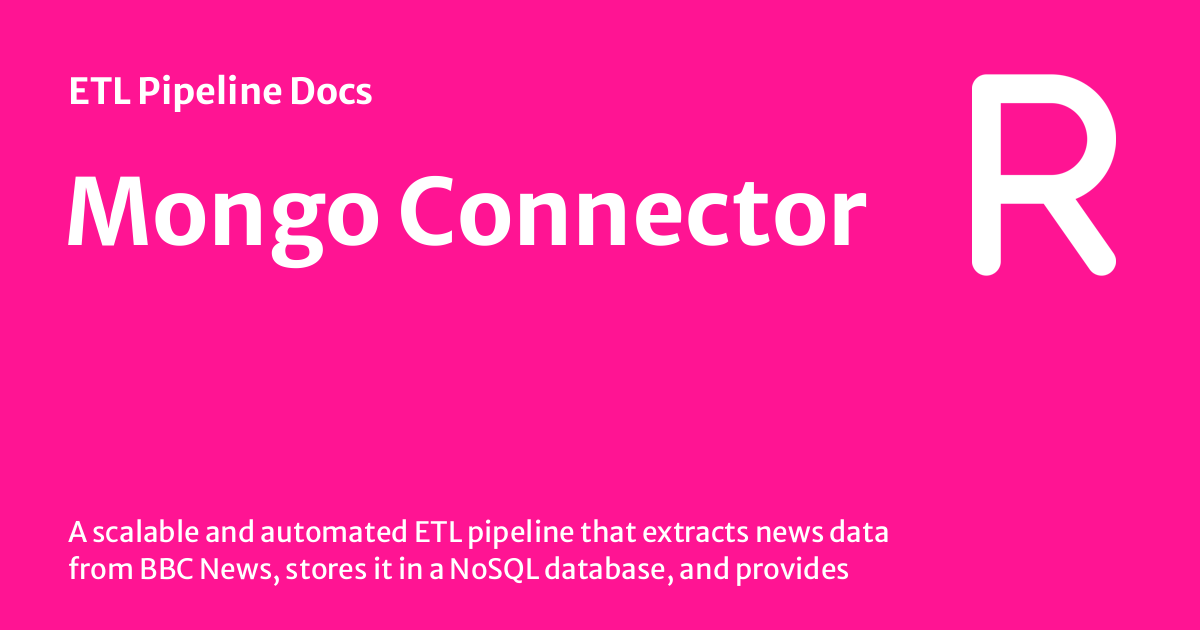 ETL Pipeline Docs
R
Mongo Connector
A scalable and automated ETL pipeline that extracts news data
from BBC News, stores it in a NoSQL database, and provides